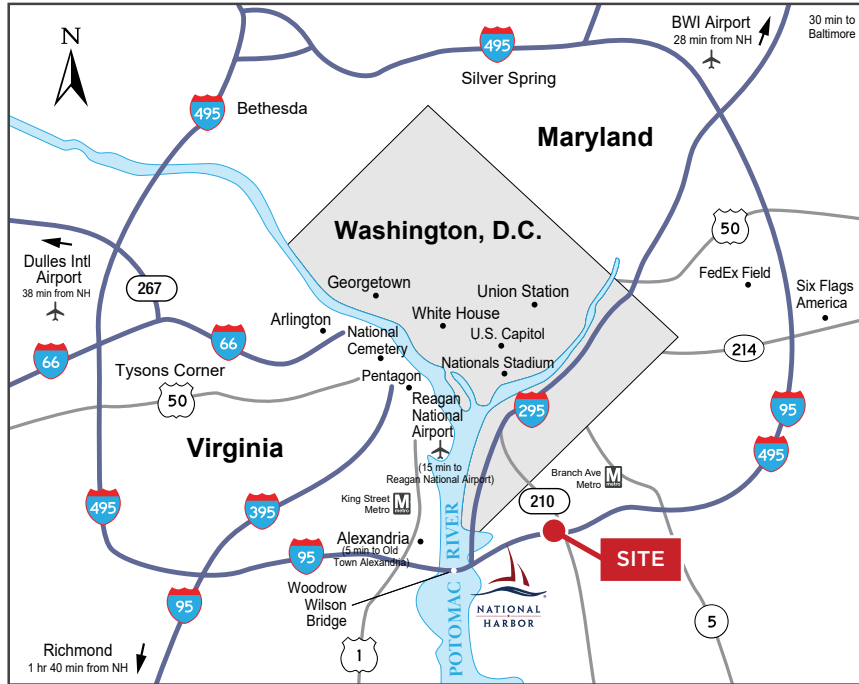 N
BWI Airport
28 min from NH
30 min to
Baltimore
495
Silver Spring
495
Bethesda
Maryland
50
Washington, D.C.
Dulles Intl
Airport
38 min from NH
267
FedEx Field
Six Flags
America
Georgetown
Union Station
White House
Arlington
National
Cemetery
U.S. Capitol
214
66
66
Tysons Corner
Nationals Stadium
Pentagon
50
Reagan
National
Airport
295
95
Virginia
(15 min to
Reagan National Airport)
495
Branch Ave
Metro
M
metro
210
King Street
Metro
M
metro
495
395
Alexandria
(5 min to Old
Town Alexandria)
95
SITE
POTOMAC RIVER
Woodrow
Wilson
Bridge
NATIONAL
HARBOR
95
5
1
Richmond
1 hr 40 min from NH